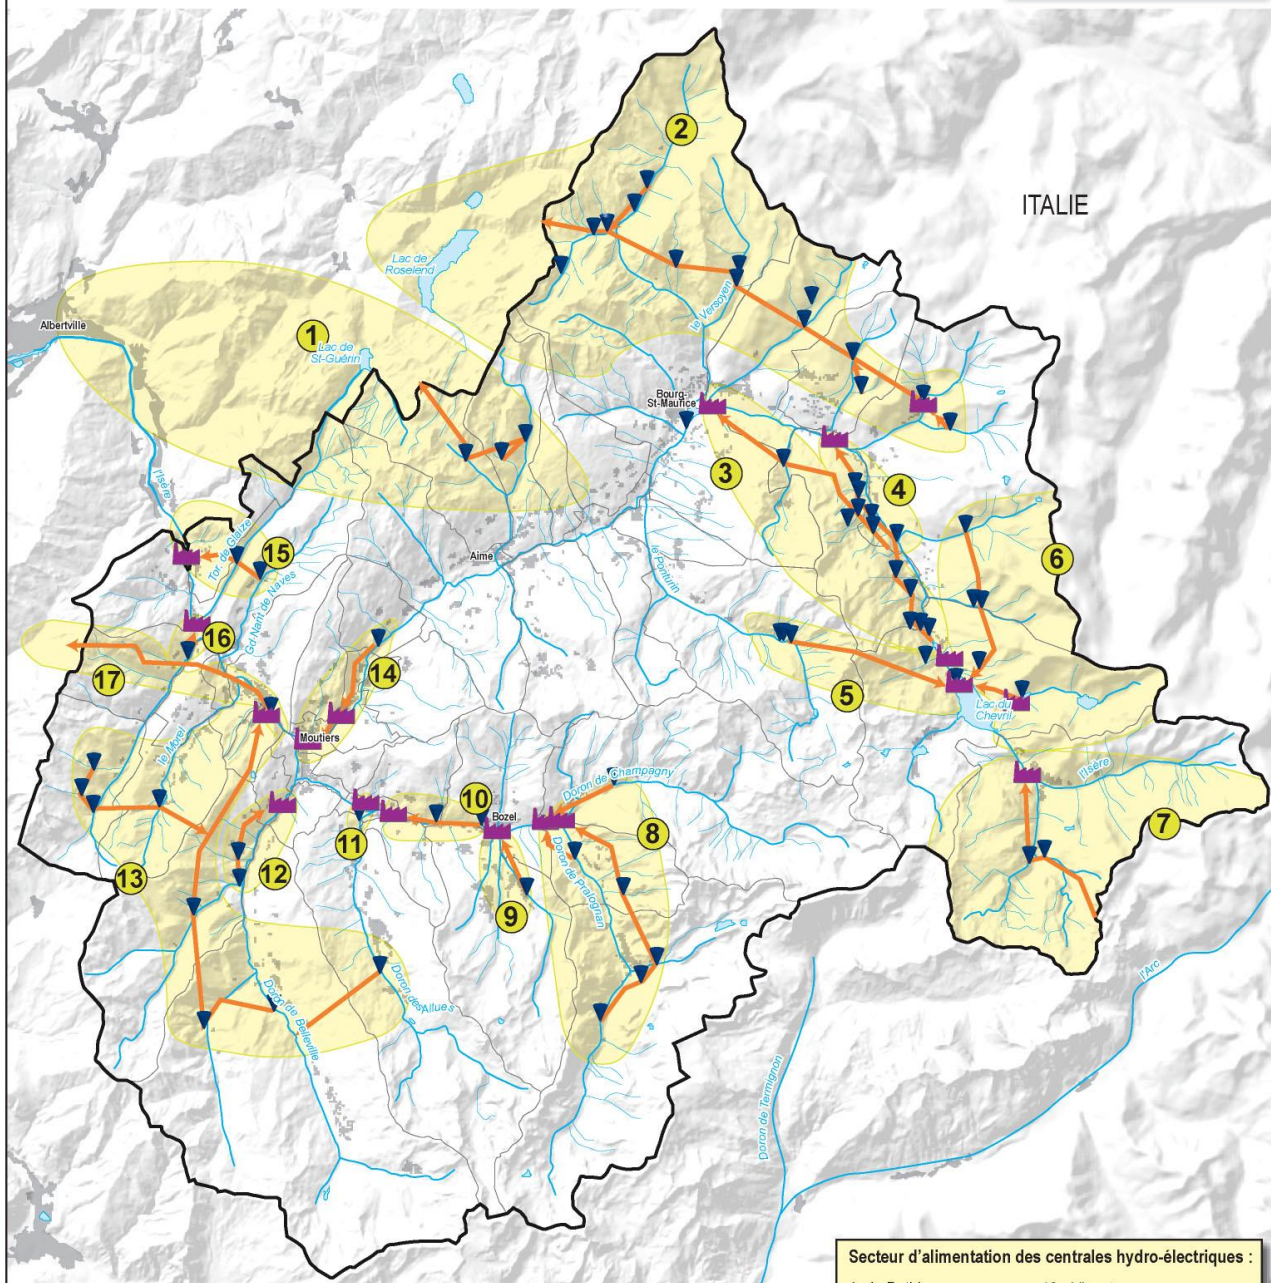 2
ITALIE
Lac de
Roselend
le Versoyen
Albertville
1
Lac de
St-Guérin
Bourg-
St-Maurice
3
4
l'Isère
Tor. de Glaize
15
Aime
le Ponturin
6
Gd Nant de Naves
16
17
14
5
Lac du
Chevril
Moutiers
le Morel
Doron de Champagny
l'Isère
10
Bozel
8
7
11
13
12
Doron de Pralognan
9
l'Arc
Doron de Belleville
Doron des Allues
Doron de Termignon
Secteur d'alimentation des centrales hydro-électriques :